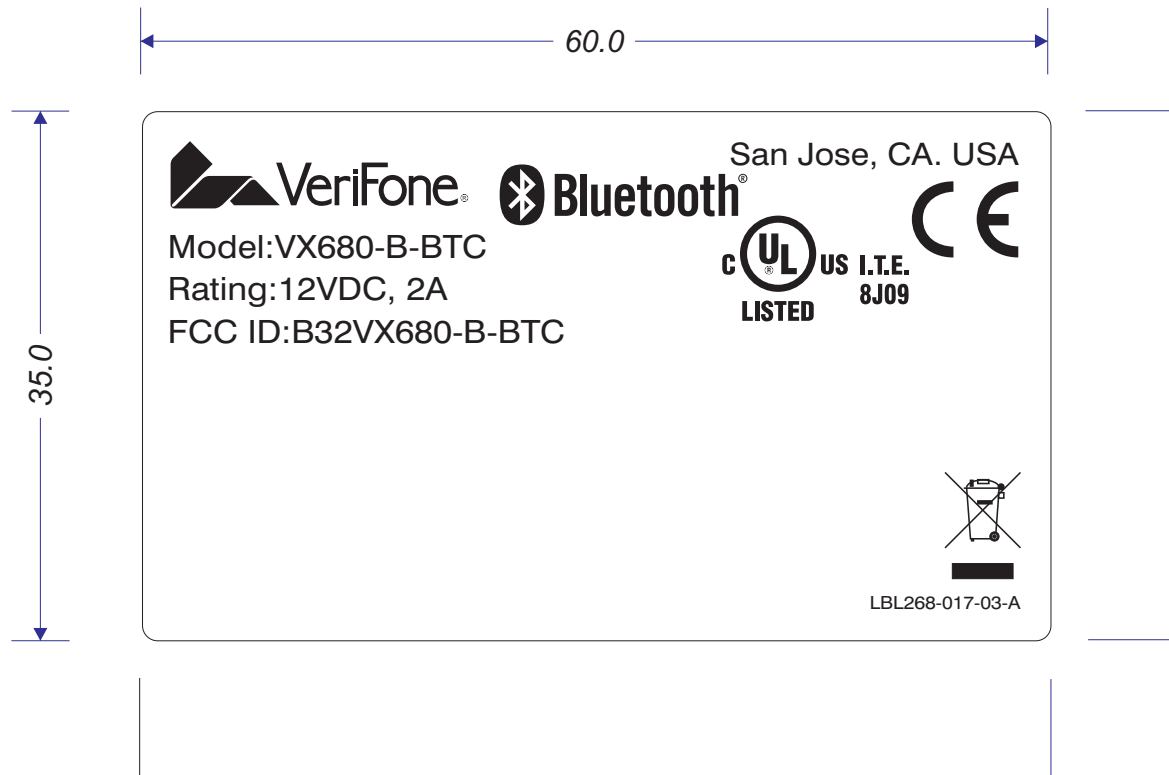 60.0
35.0
San Jose, CA. USA
VeriFone®
Bluetooth®
CE
Model:VX680-B-BTC
Rating:12VDC, 2A
FCC ID:B32VX680-B-BTC
C UL® US I.T.E.
LISTED 8J09
LBL268-017-03-A